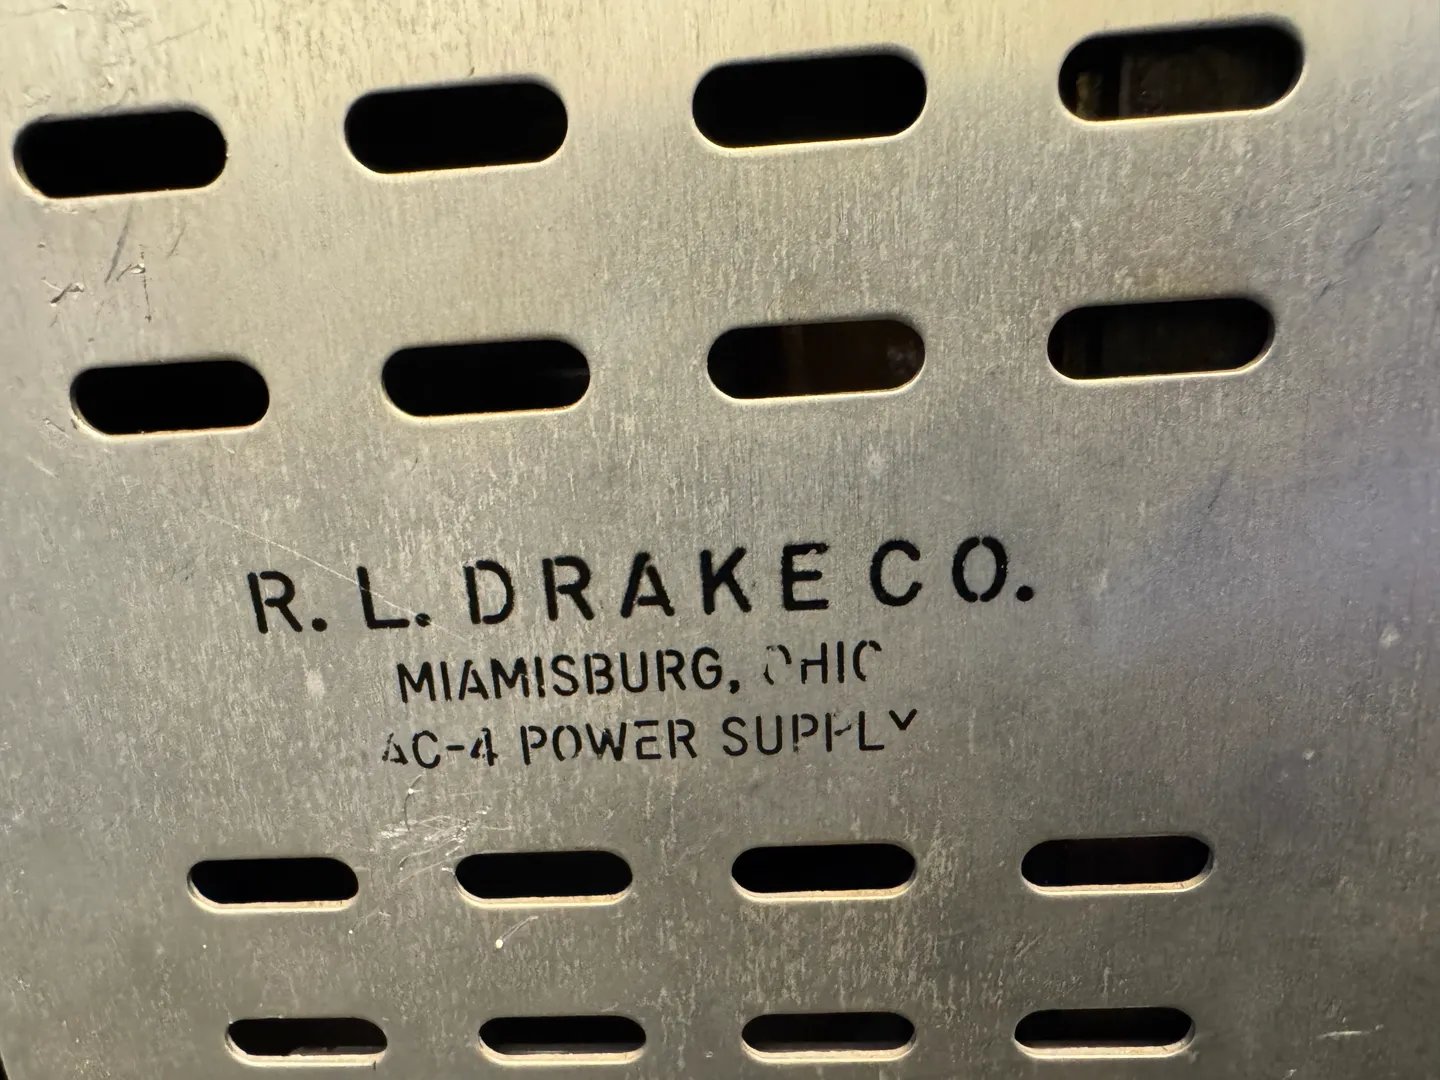 R. L. DRAKE CO.
MIAMISBURG, OHIO
AC-4 POWER SUPPLY